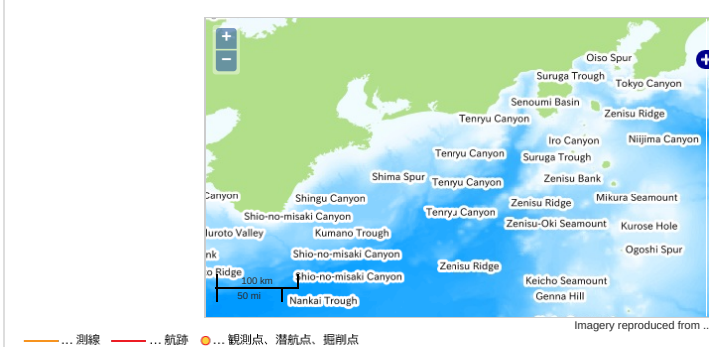 +
−
Oiso Spur
Suruga Trough
Tokyo Canyon
Senoumi Basin
Zenisu Ridge
Tenryu Canyon
Iro Canyon
Niijima Canyon
Tenryu Canyon
Suruga Trough
Shima Spur
Tenryu Canyon
Zenisu Bank
Canyon
Shingu Canyon
Zenisu Ridge
Mikura Seamount
Shio-no-misaki Canyon
Tenryu Canyon
Zenisu-Oki Seamount
Kurose Hole
uroto Valley
Kumano Trough
nk
Shio-no-misaki Canyon
Ogoshi Spur
o Ridge
Zenisu Ridge
Shio-no-misaki Canyon
100 km
Keicho Seamount
50 mi
Nankai Trough
Genna Hill
Imagery reproduced from ..
... 測線 ... 航跡 ... 観測点、潜航点、掘削点